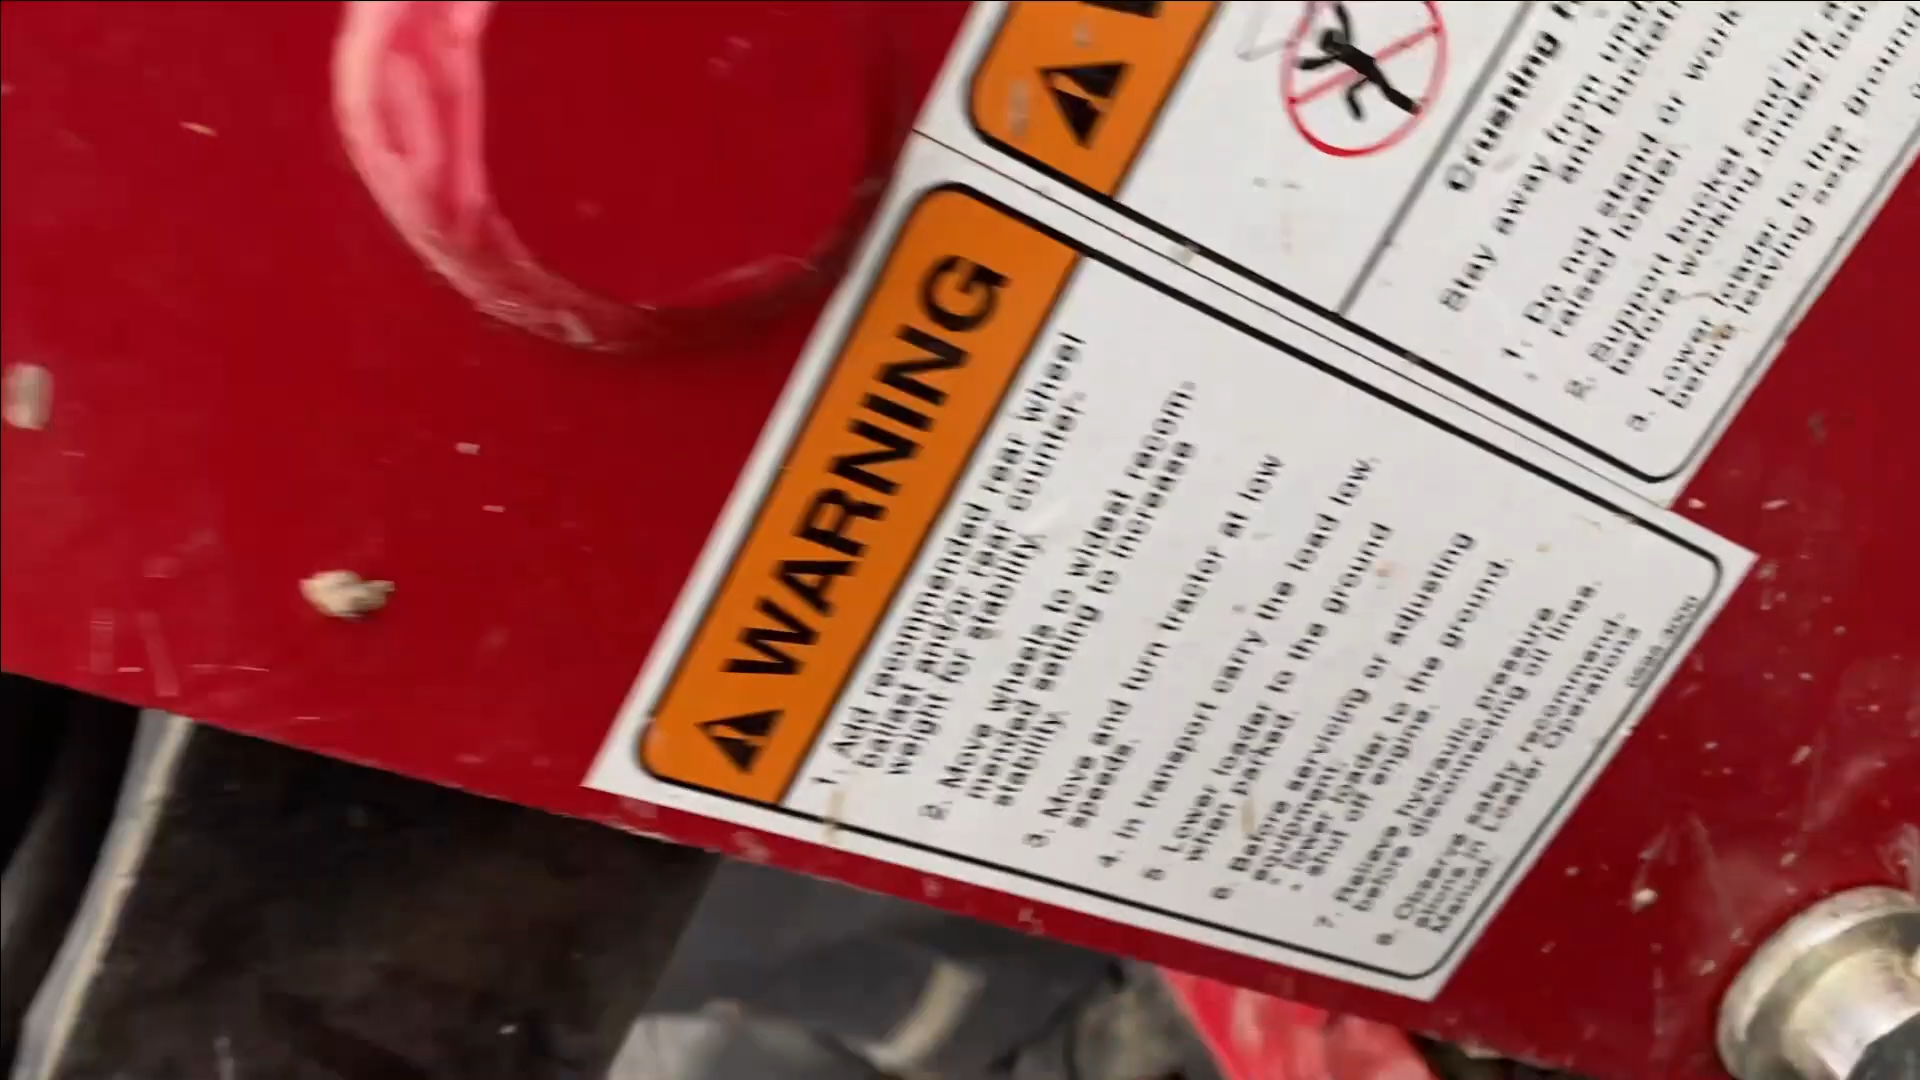 Crushing
Stay away from under
and bucket
1. Do not stand or work
raised loader.
2. Support bucket and lift
before working under
3. Lower loader to the ground
before leaving seat.
WARNING
1. Add recommended rear wheel
ballast and/or rear counter-
weight for stability.
2. Move wheels to widest recom-
mended setting to increase
stability.
3. Move and turn tractor at low
speeds.
4. In transport carry the load low.
5. Lower loader to the ground
when parked.
6. Before servicing or adjusting
equipment:
• lower loader to the ground.
• shut off engine.
7. Relieve hydraulic pressure
before disconnecting oil lines.
8. Observe safety recommend-
ations in Loader Operations
Manual.